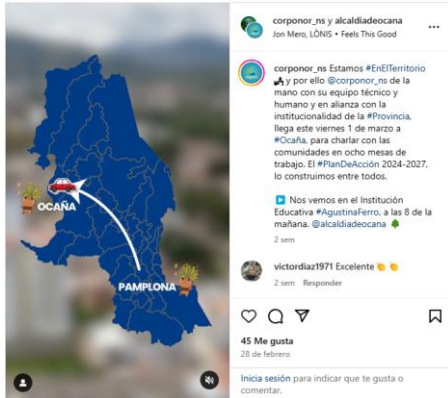 OCAÑA
PAMPLONA
corponor_ns y alcaldiadeocana
Jon Mero, LÒNIS • Feels This Good
corponor_ns Estamos #EnElTerritorio
y por ello @corponor_ns de la
mano con su equipo técnico y
humano y en alianza con la
institucionalidad de la #Provincia,
llega este viernes 1 de marzo a
#Ocaña, para charlar con las
comunidades en ocho mesas de
trabajo. El #PlanDeAcción 2024-2027,
lo construimos entre todos.
Nos vemos en el Institución
Educativa #AgustinaFerro, a las 8 de la
mañana. @alcaldiadeocana
2 sem
victordiaz1971 Excelente
2 sem Responder
45 Me gusta
28 de febrero
Inicia sesión para indicar que te gusta o
comentar.